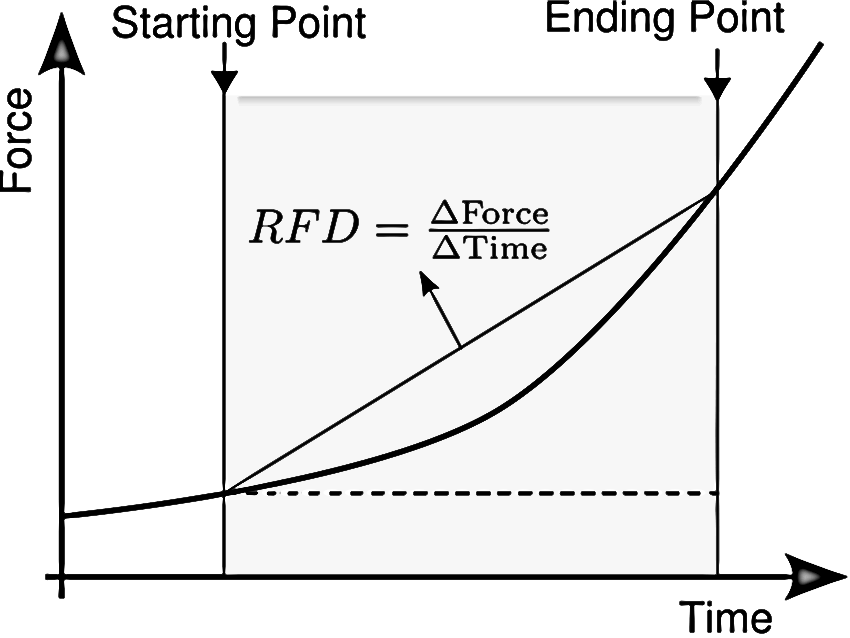 Starting Point
Ending Point
Force
RFD = ΔForce/ΔTime
Time